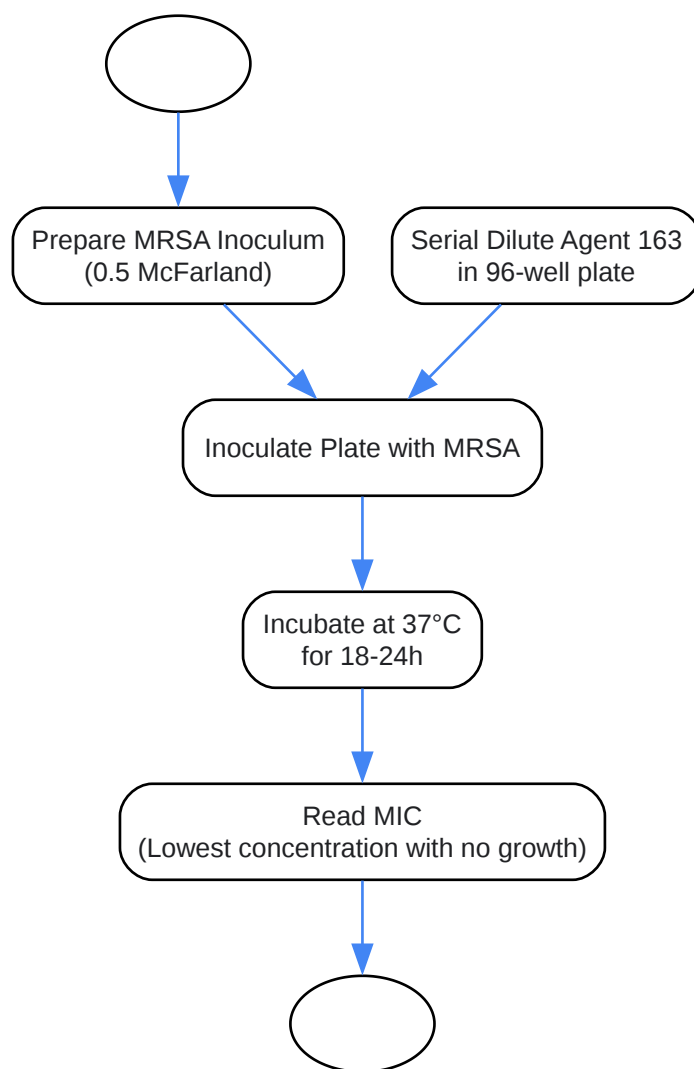 Prepare MRSA Inoculum
(0.5 McFarland)
Serial Dilute Agent 163
in 96-well plate
Inoculate Plate with MRSA
Incubate at 37°C
for 18-24h
Read MIC
(Lowest concentration with no growth)